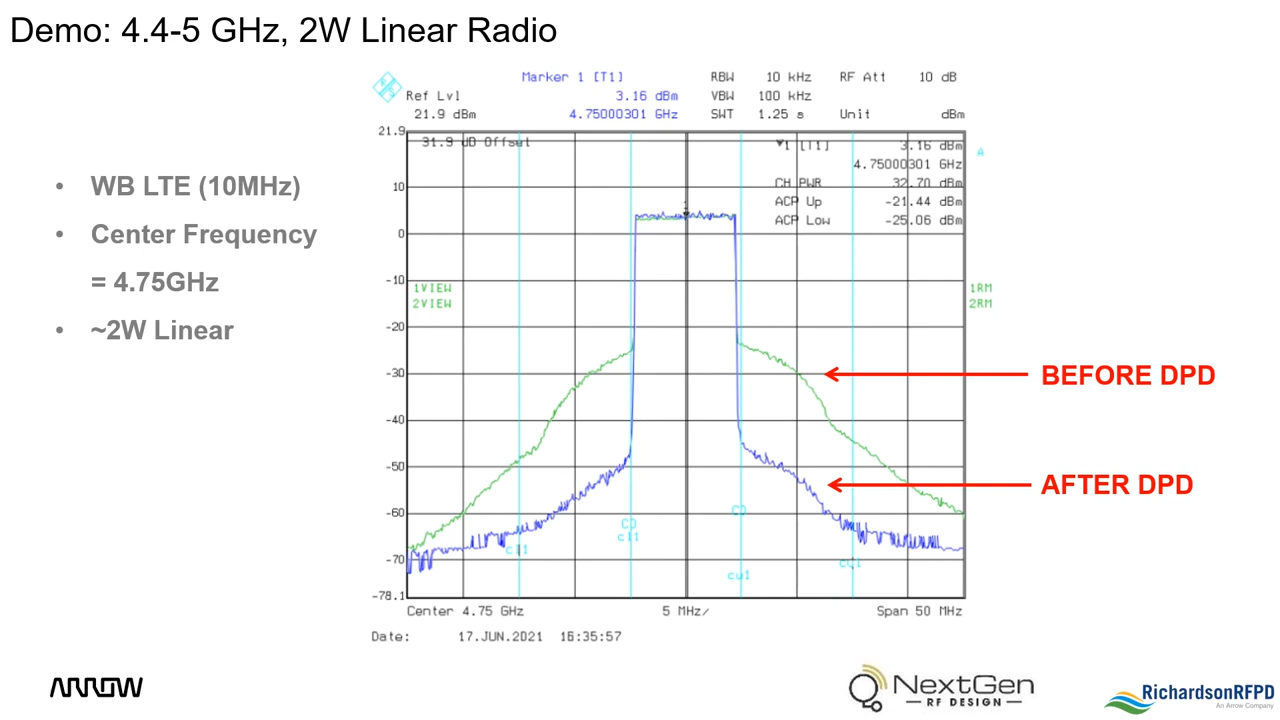 Demo: 4.4-5 GHz, 2W Linear Radio
• WB LTE (10MHz)
• Center Frequency
= 4.75GHz
• ~2W Linear
Marker 1 [T1] RBW 10 kHz RF Att 10 dB
Ref Lvl 3.16 dBm VBW 100 kHz
21.9 dBm 4.75000301 GHz SWT 1.25 s Unit dBm
21.9
31.9 dB Offset
▼1 [T1] 3.16 dBm
A
4.75000301 GHz
CH PWR 32.70 dBm
ACP Up -21.44 dBm
ACP Low -25.06 dBm
1
10
0
-10
-20
-30
-40
-50
-60
-70
-78.1
1VIEW 1RM
2VIEW 2RM
BEFORE DPD
AFTER DPD
C0 C0
cl1
cl1
cu1
cu1
Center 4.75 GHz 5 MHz/ Span 50 MHz
Date: 17.JUN.2021 16:35:57
ARROW
NextGen
RF DESIGN
RichardsonRFPD
An Arrow Company